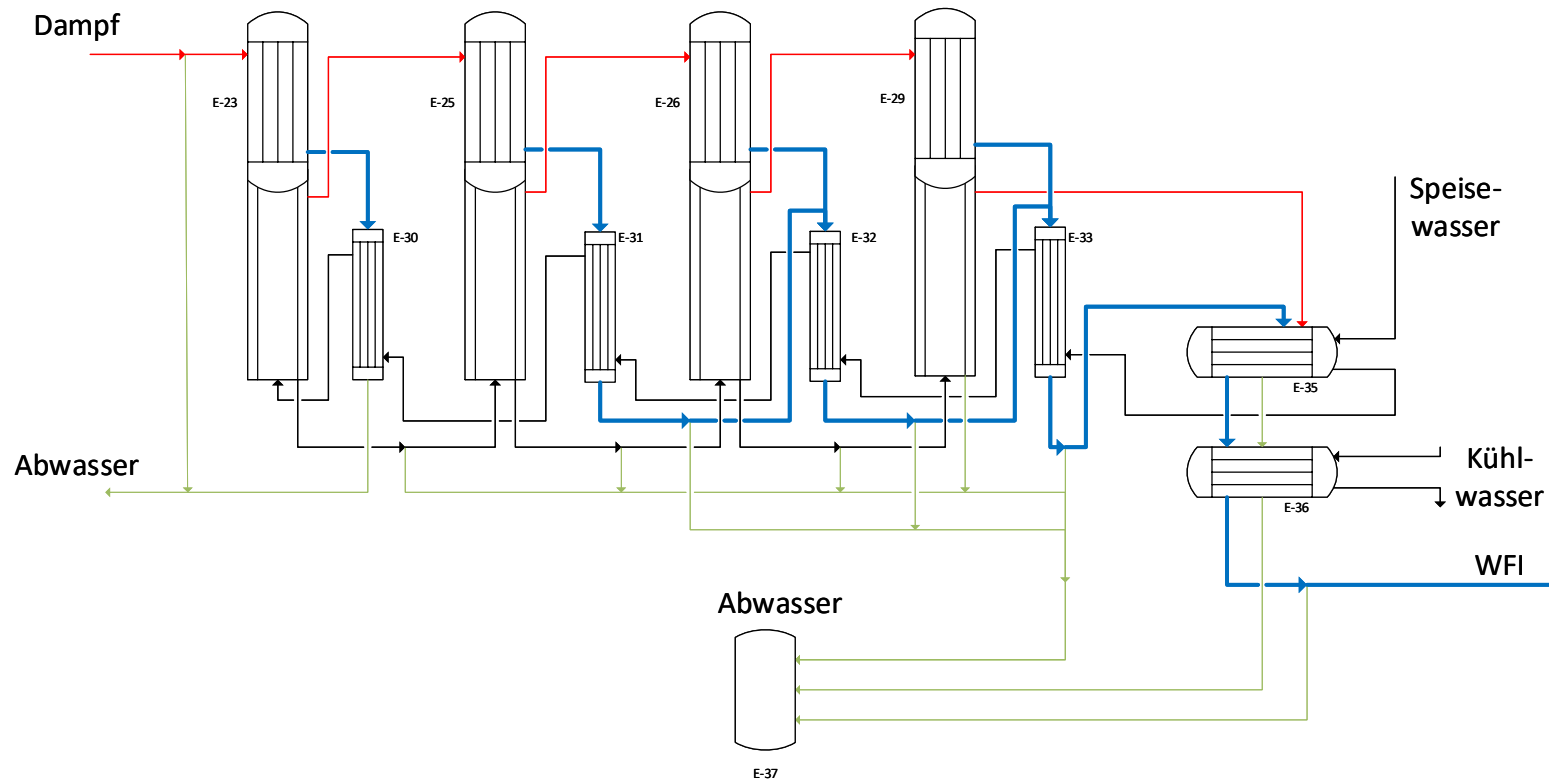 Dampf
E-23
E-25
E-26
E-29
Speise-
wasser
E-30
E-31
E-32
E-33
E-35
Abwasser
Kühl-
wasser
E-36
WFI
Abwasser
E-37